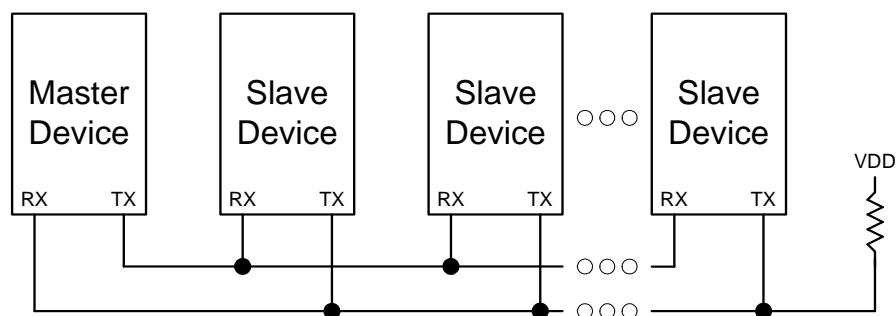 Master
Device
RX TX
Slave
Device
RX TX
Slave
Device
RX TX
Slave
Device
RX TX
VDD